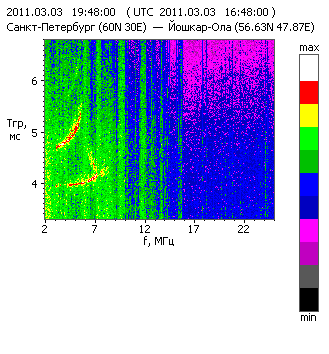 2011.03.03 19:48:00 (UTC 2011.03.03 16:48:00)
Санкт-Петербург (60N 30E) — Йошкар-Ола (56.63N 47.87E)
max
6
Tгр,
мс
5
4
2 7 12 17 22
f, МГц
min